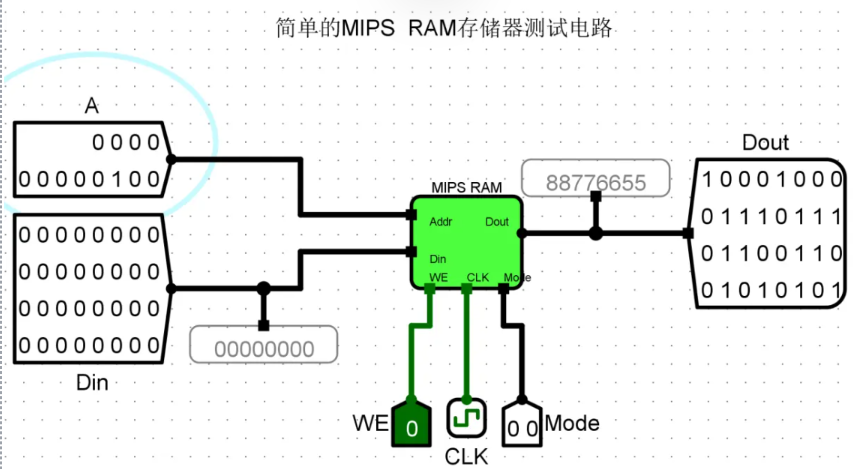 简单的MIPS RAM存储器测试电路
A
0000
00000100
00000000
00000000
00000000
00000000
Din
00000000
MIPS RAM
Addr
Dout
Din
WE
CLK
Mode
88776655
Dout
10001000
01110111
01100110
01010101
WE
0
CLK
00
Mode